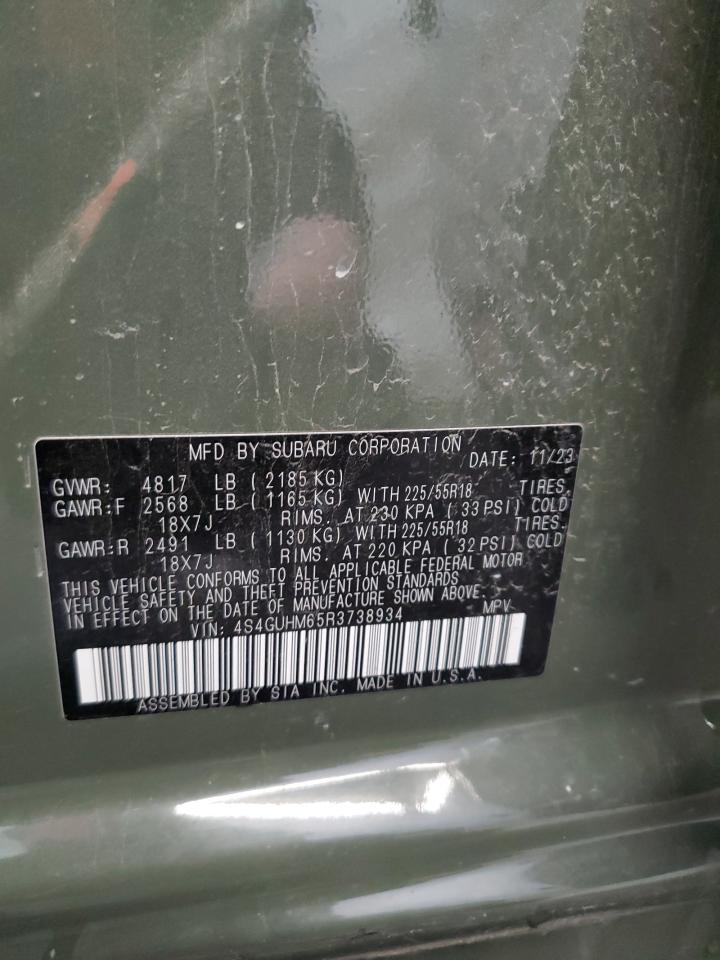 MFD BY SUBARU CORPORATION DATE: 11/23
GVWR: 4817 LB ( 2185 KG)
GAWR:F 2568 LB ( 1165 KG) WITH 225/55R18 TIRES.
18X7J RIMS. AT 230 KPA ( 33 PSI) COLD
GAWR:R 2491 LB ( 1130 KG) WITH 225/55R18 TIRES.
18X7J RIMS. AT 220 KPA ( 32 PSI) COLD
THIS VEHICLE CONFORMS TO ALL APPLICABLE FEDERAL MOTOR
VEHICLE SAFETY AND THEFT PREVENTION STANDARDS
IN EFFECT ON THE DATE OF MANUFACTURE SHOWN ABOVE.
VIN: 4S4GUHM65R3738934 MPV
ASSEMBLED BY SIA INC. MADE IN U.S.A.